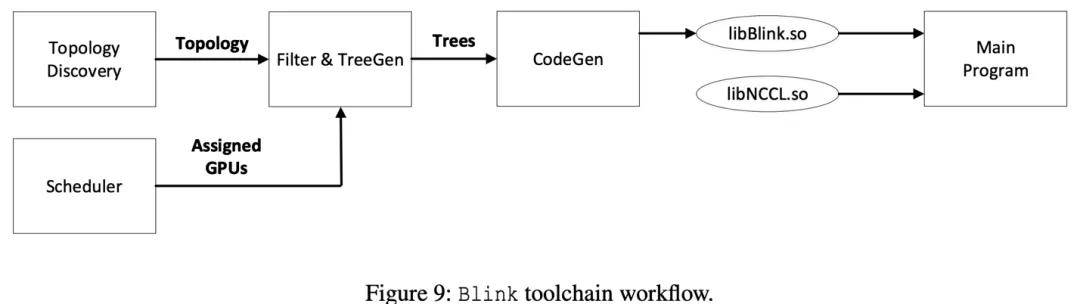 Topology
Discovery
Topology
Filter & TreeGen
Trees
CodeGen
libBlink.so
libNCCL.so
Main
Program
Scheduler
Assigned
GPUs
Figure 9: Blink toolchain workflow.